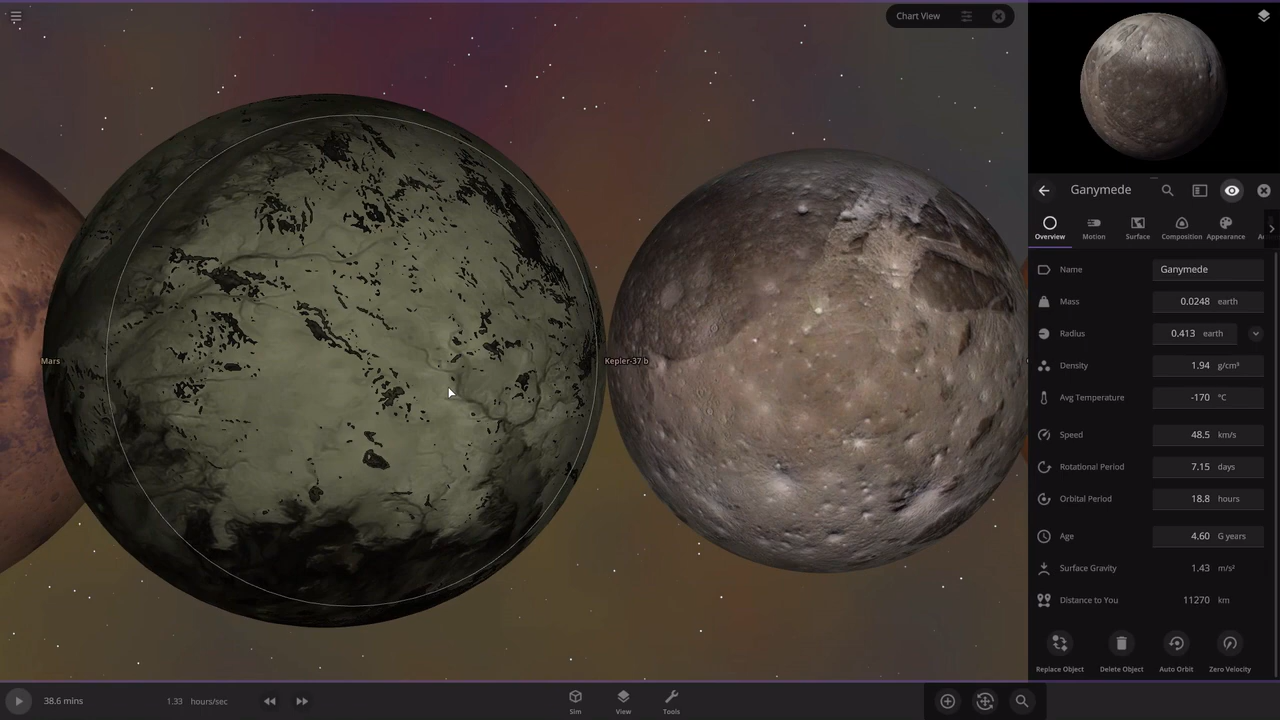 Chart View
Mars
Kepler-37 b
Ganymede
Overview
Motion
Surface
Composition
Appearance
Name
Ganymede
Mass
0.0248 earth
Radius
0.413 earth
Density
1.94 g/cm³
Avg Temperature
-170 °C
Speed
48.5 km/s
Rotational Period
7.15 days
Orbital Period
18.8 hours
Age
4.60 G years
Surface Gravity
1.43 m/s²
Distance to You
11270 km
Replace Object
Delete Object
Auto Orbit
Zero Velocity
38.6 mins
1.33 hours/sec
Sim
View
Tools